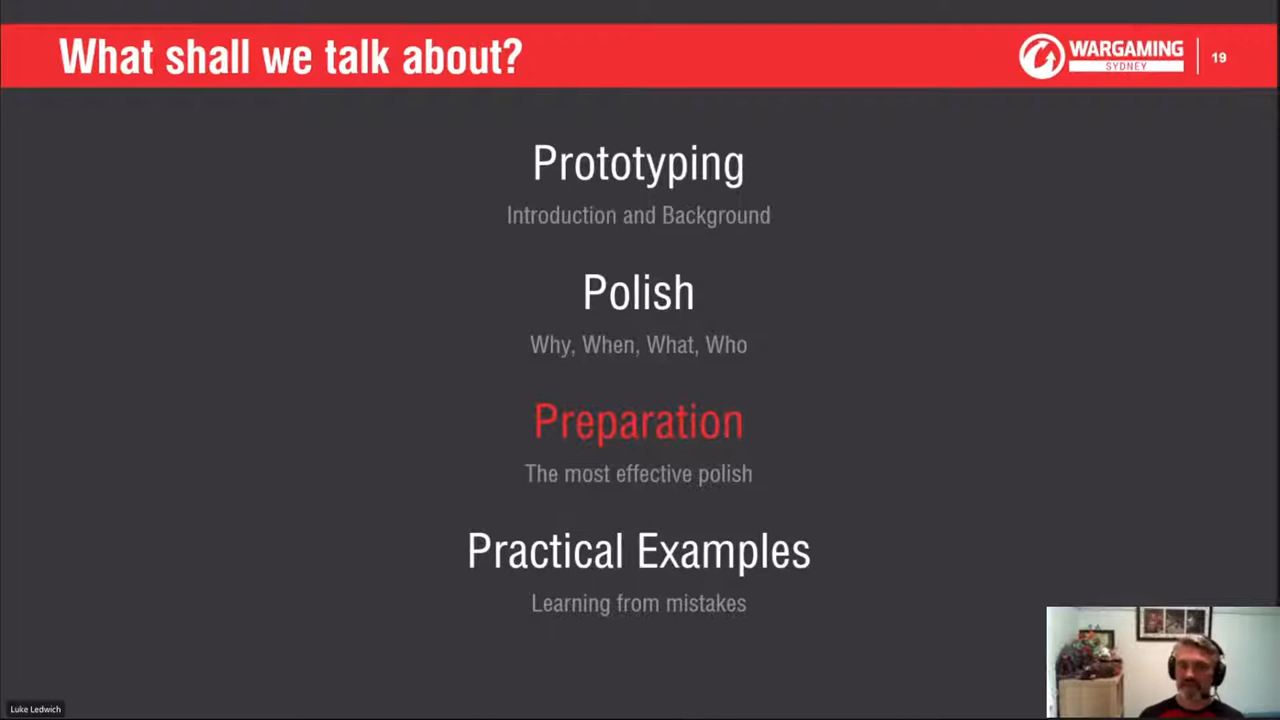 What shall we talk about?
WARGAMING
SYDNEY
19
Prototyping
Introduction and Background
Polish
Why, When, What, Who
Preparation
The most effective polish
Practical Examples
Learning from mistakes
Luke Ledwich